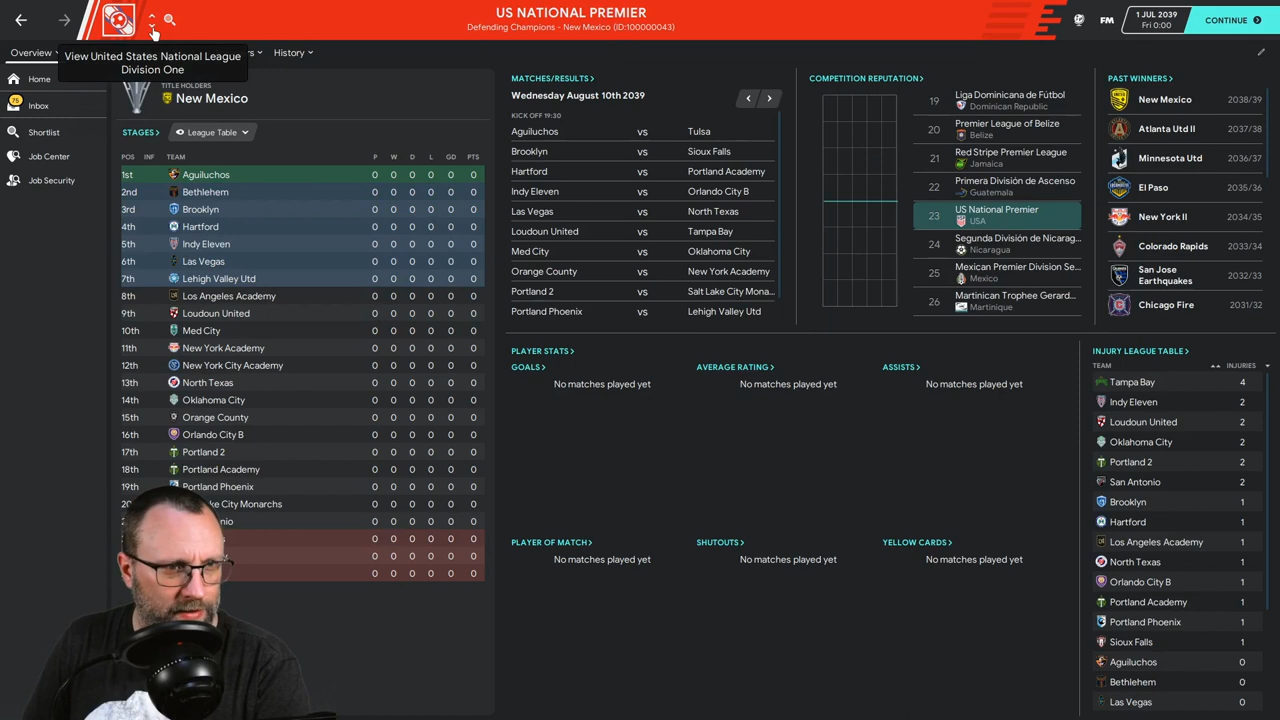 US NATIONAL PREMIER
Defending Champions - New Mexico (ID:100000043)
FM
1 JUL 2039
Fri 0:00
CONTINUE
Overview
History
View United States National League
Division One
Home
75
Inbox
Shortlist
Job Center
Job Security
TITLE HOLDERS
New Mexico
STAGES
League Table
POS INF TEAM P W D L GD PTS
1st Aguiluchos 0 0 0 0 0 0
2nd Bethlehem 0 0 0 0 0 0
3rd Brooklyn 0 0 0 0 0 0
4th Hartford 0 0 0 0 0 0
5th Indy Eleven 0 0 0 0 0 0
6th Las Vegas 0 0 0 0 0 0
7th Lehigh Valley Utd 0 0 0 0 0 0
8th Los Angeles Academy 0 0 0 0 0 0
9th Loudoun United 0 0 0 0 0 0
10th Med City 0 0 0 0 0 0
11th New York Academy 0 0 0 0 0 0
12th New York City Academy 0 0 0 0 0 0
13th North Texas 0 0 0 0 0 0
14th Oklahoma City 0 0 0 0 0 0
15th Orange County 0 0 0 0 0 0
16th Orlando City B 0 0 0 0 0 0
17th Portland 2 0 0 0 0 0 0
18th Portland Academy 0 0 0 0 0 0
19th Portland Phoenix 0 0 0 0 0 0
Lake City Monarchs 0 0 0 0 0 0
0 0 0 0 0 0
0 0 0 0 0 0
0 0 0 0 0 0
0 0 0 0 0 0
MATCHES/RESULTS
Wednesday August 10th 2039
KICK OFF 19:30
Aguiluchos vs Tulsa
Brooklyn vs Sioux Falls
Hartford vs Portland Academy
Indy Eleven vs Orlando City B
Las Vegas vs North Texas
Loudoun United vs Tampa Bay
Med City vs Oklahoma City
Orange County vs New York Academy
Portland 2 vs Salt Lake City Mona...
Portland Phoenix vs Lehigh Valley Utd
COMPETITION REPUTATION
19 Liga Dominicana de Fútbol
Dominican Republic
20 Premier League of Belize
Belize
21 Red Stripe Premier League
Jamaica
22 Primera División de Ascenso
Guatemala
23 US National Premier
USA
24 Segunda División de Nicarag...
Nicaragua
25 Mexican Premier Division Se...
Mexico
26 Martinican Trophee Gerard...
Martinique
PAST WINNERS
New Mexico 2038/39
Atlanta Utd II 2037/38
Minnesota Utd 2036/37
El Paso 2035/36
New York II 2034/35
Colorado Rapids 2033/34
San Jose
Earthquakes 2032/33
Chicago Fire 2031/32
PLAYER STATS
GOALS
No matches played yet
AVERAGE RATING
No matches played yet
ASSISTS
No matches played yet
PLAYER OF MATCH
No matches played yet
SHUTOUTS
No matches played yet
YELLOW CARDS
No matches played yet
INJURY LEAGUE TABLE
TEAM INJURIES
Tampa Bay 4
Indy Eleven 2
Loudoun United 2
Oklahoma City 2
Portland 2 2
San Antonio 2
Brooklyn 1
Hartford 1
Los Angeles Academy 1
North Texas 1
Orlando City B 1
Portland Academy 1
Portland Phoenix 1
Sioux Falls 1
Aguiluchos 0
Bethlehem 0
Las Vegas 0